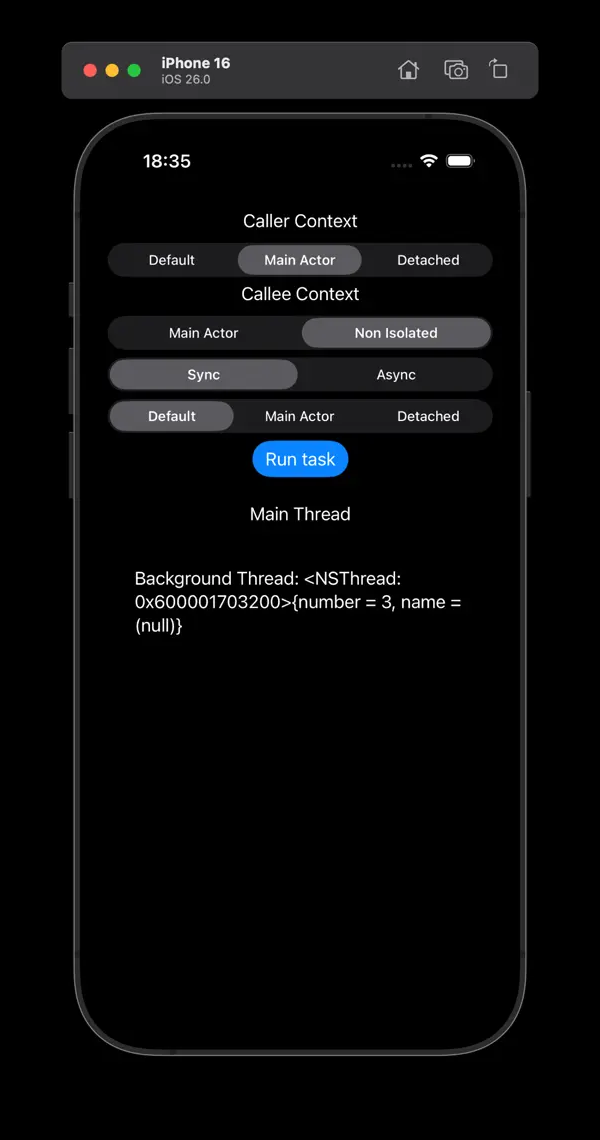 iPhone 16
iOS 26.0
18:35
Caller Context
Default Main Actor Detached
Callee Context
Main Actor Non Isolated
Sync Async
Default Main Actor Detached
Run task
Main Thread
Background Thread: <NSThread:
0x600001703200>{number = 3, name =
(null)}